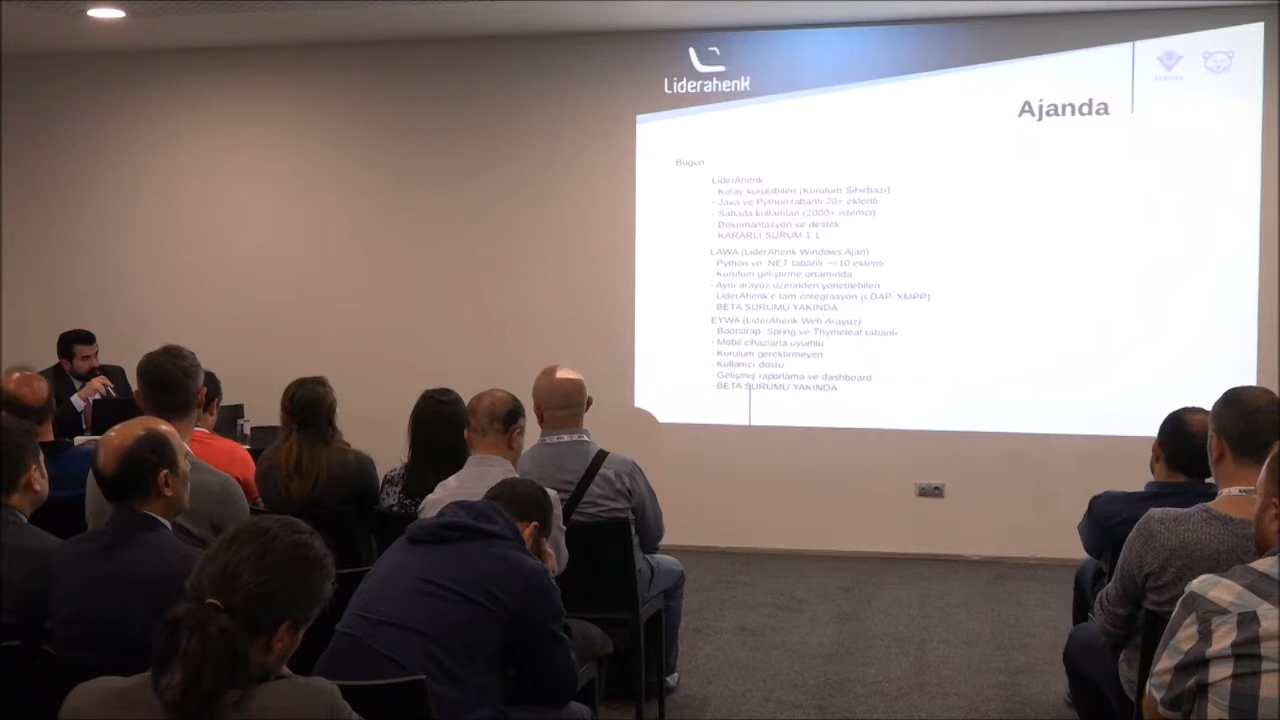 LiderahenK
TÜBİTAK
Ajanda
Bugün
LiderAhenk
- Kolay kurulabilen (Kurulum Sihirbazı)
- Java ve Python tabanlı 20+ eklenti
- Sahada kullanılan (2000+ istemci)
- Dokümantasyon ve destek
- KARARLI SÜRÜM 1.1
LAWA (LiderAhenk Windows Ajan)
- Python ve .NET tabanlı ~=10 eklenti
- Kurulum geliştirme ortamında
- Aynı arayüz üzerinden yönetilebilen
- LiderAhenk'e tam entegrasyon (LDAP, XMPP)
- BETA SÜRÜMÜ YAKINDA
EYWA (LiderAhenk Web Arayüz)
- Bootstrap, Spring ve Thymeleaf tabanlı
- Mobil cihazlarla uyumlu
- Kurulum gerektirmeyen
- Kullanıcı dostu
- Gelişmiş raporlama ve dashboard
- BETA SÜRÜMÜ YAKINDA